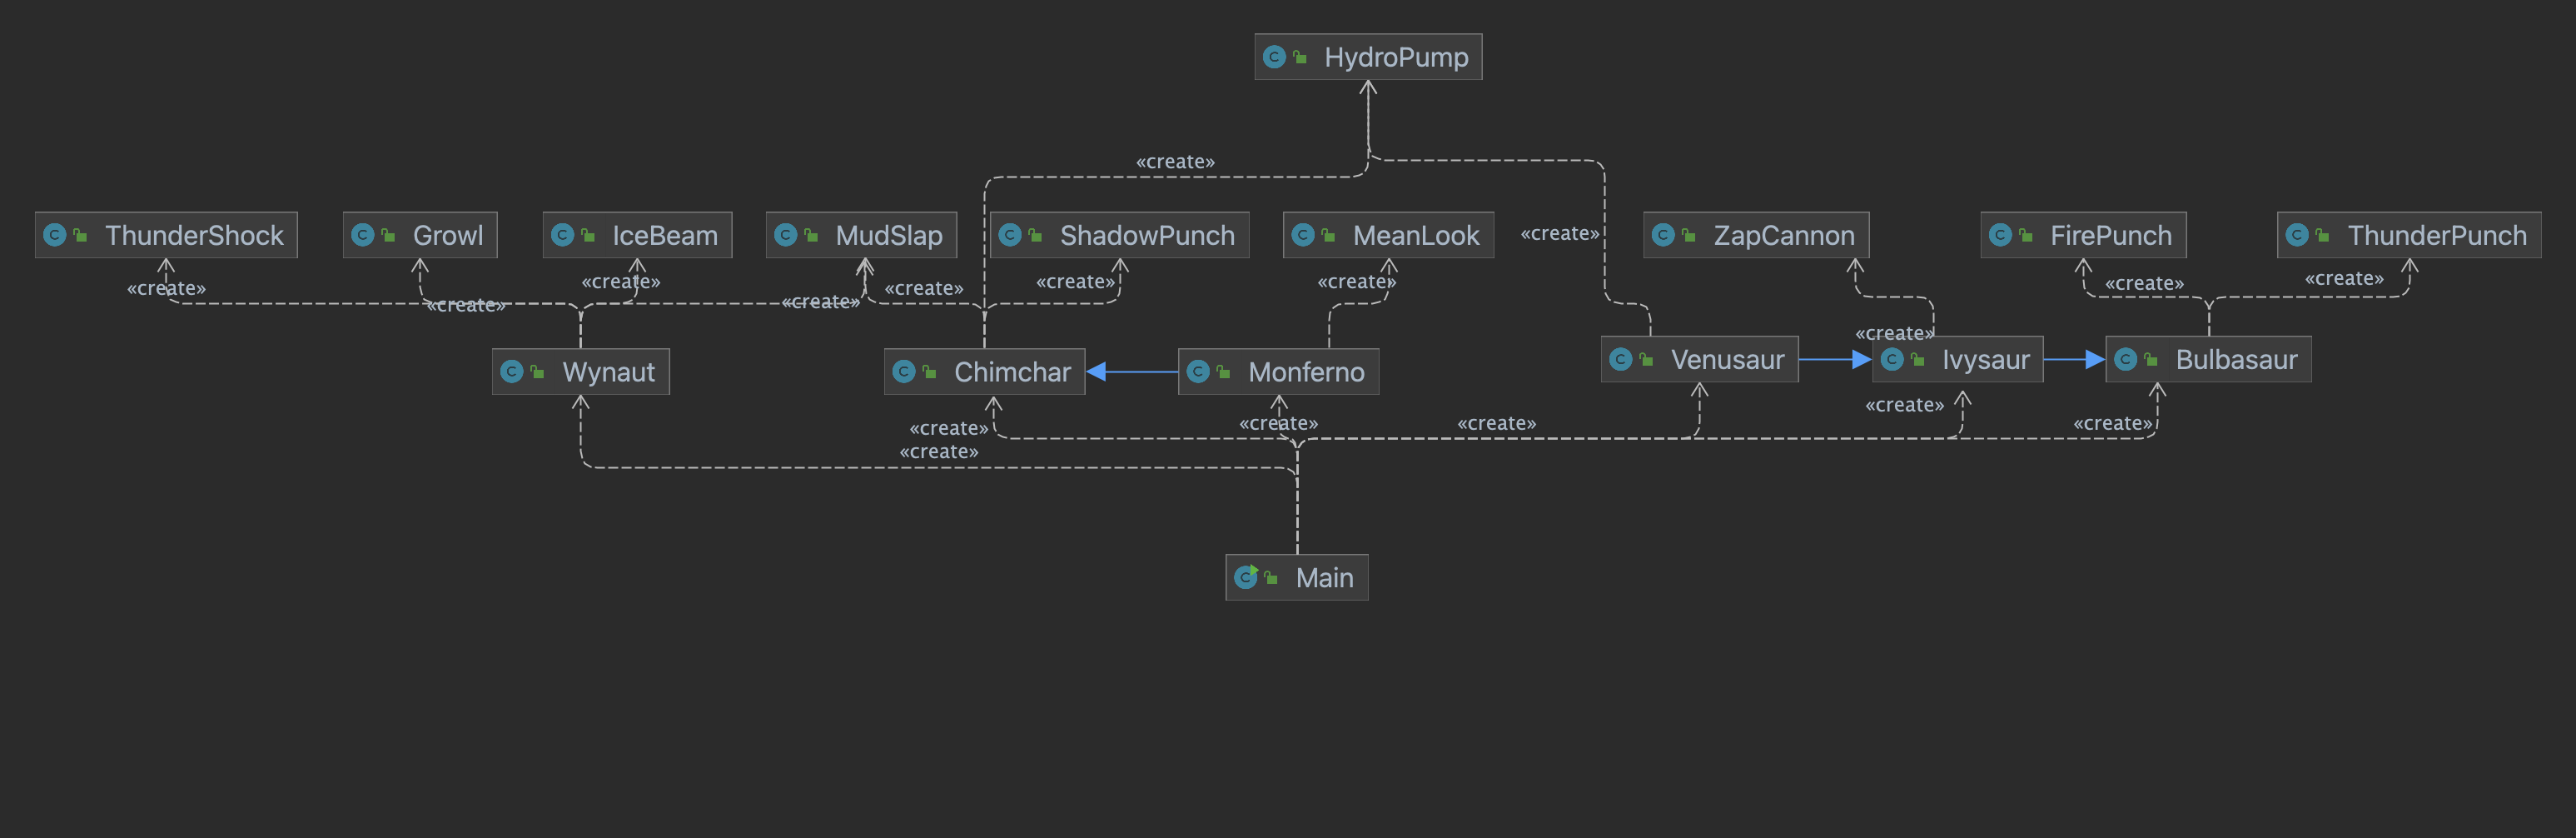 HydroPump
«create»
ThunderShock
Growl
IceBeam
MudSlap
ShadowPunch
MeanLook
«create»
ZapCannon
FirePunch
ThunderPunch
«create»
«create»
«create»
«create»
«create»
«create»
«create»
«create»
«create»
«create»
Wynaut
Chimchar
Monferno
Venusaur
Ivysaur
Bulbasaur
«create»
«create»
«create»
«create»
«create»
«create»
Main